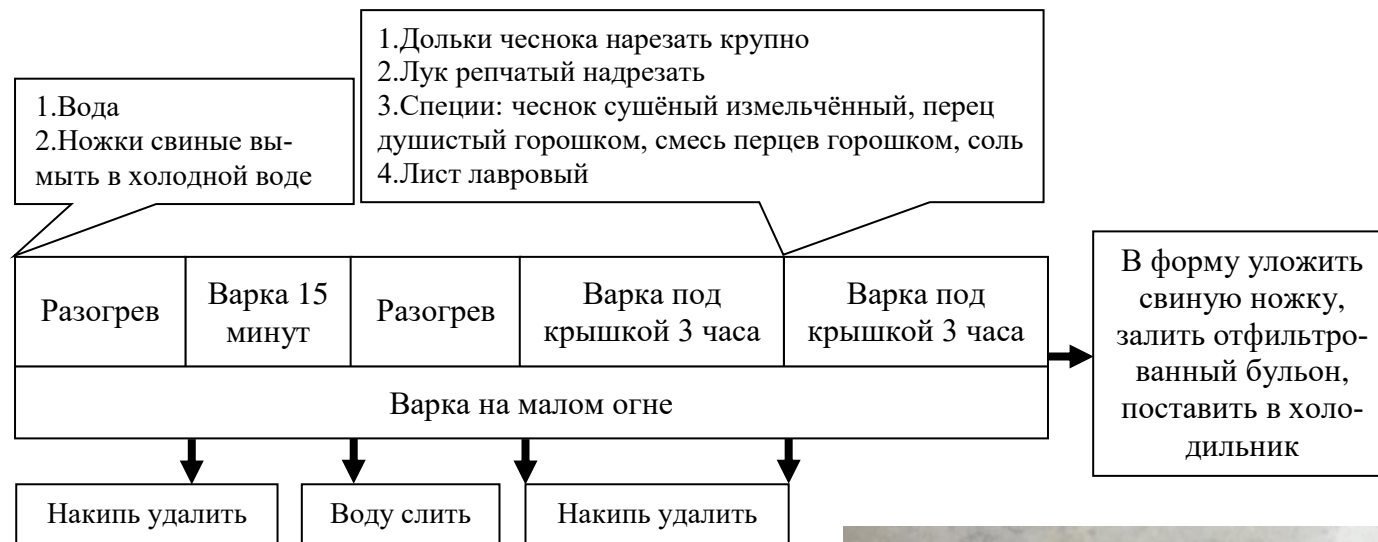 1.Вода
2.Ножки свиные вы-
мыть в холодной воде
1.Дольки чеснока нарезать крупно
2.Лук репчатый надрезать
3.Специи: чеснок сушёный измельчённый, перец
душистый горошком, смесь перцев горошком, соль
4.Лист лавровый
Разогрев
Варка 15
минут
Разогрев
Варка под
крышкой 3 часа
Варка под
крышкой 3 часа
Варка на малом огне
В форму уложить
свиную ножку,
залить отфильтро-
ванный бульон,
поставить в холо-
дильник
Накипь удалить
Воду слить
Накипь удалить